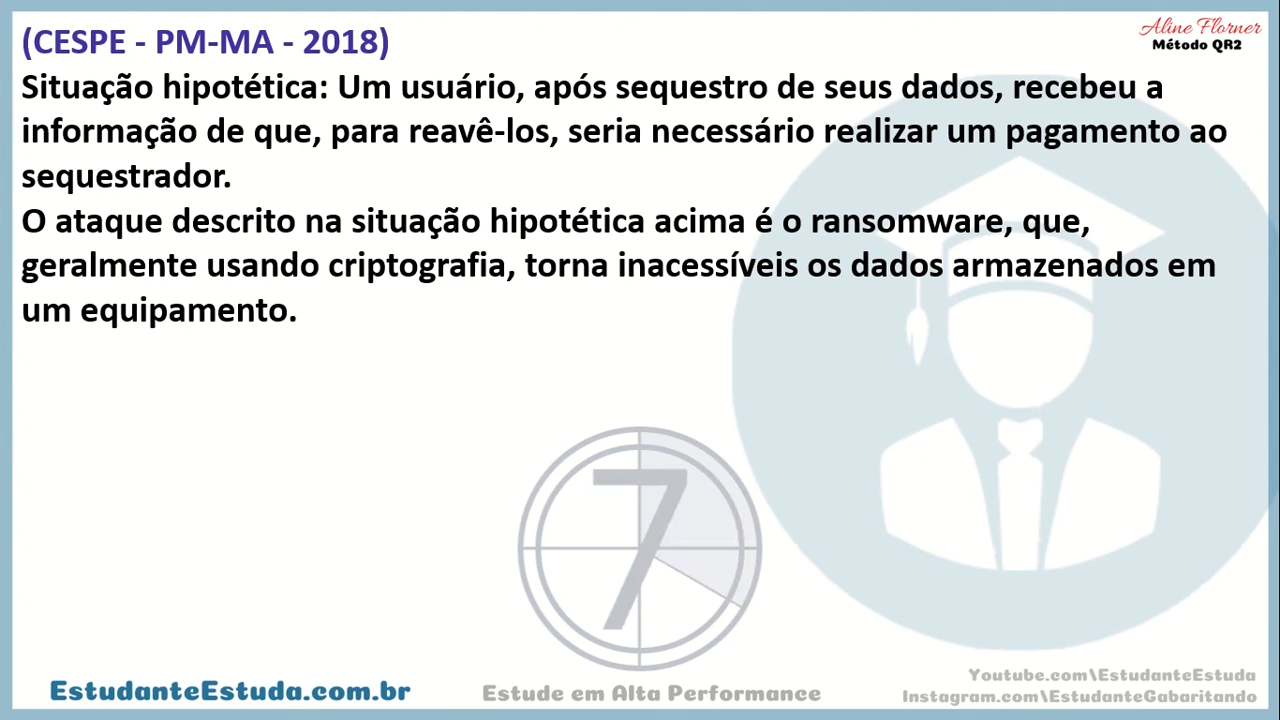 (CESPE - PM-MA - 2018)
Aline Florner
Método QR2
Situação hipotética: Um usuário, após sequestro de seus dados, recebeu a
informação de que, para reavê-los, seria necessário realizar um pagamento ao
sequestrador.
O ataque descrito na situação hipotética acima é o ransomware, que,
geralmente usando criptografia, torna inacessíveis os dados armazenados em
um equipamento.
7
EstudanteEstuda.com.br
Estude em Alta Performance
Youtube.com\EstudanteEstuda
Instagram.com\EstudanteGabaritando